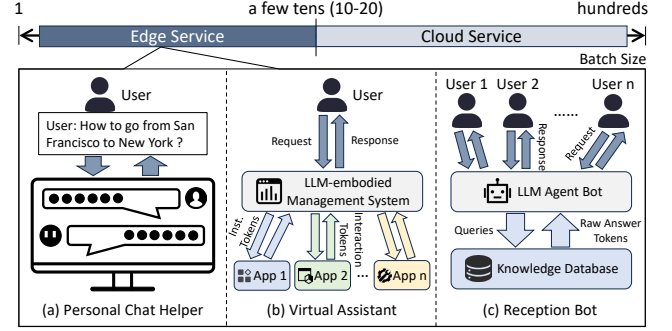 1 a few tens (10-20) hundreds
Edge Service Cloud Service
Batch Size
User
User: How to go from San
Francisco to New York ?
(a) Personal Chat Helper
User
Request Response
LLM-embodied
Management System
Inst.
Tokens
Tokens
Interaction
App 1 App 2 ... App n
(b) Virtual Assistant
User 1 User 2 User n
......
Response
Request
LLM Agent Bot
Queries
Raw Answer
Tokens
Knowledge Database
(c) Reception Bot